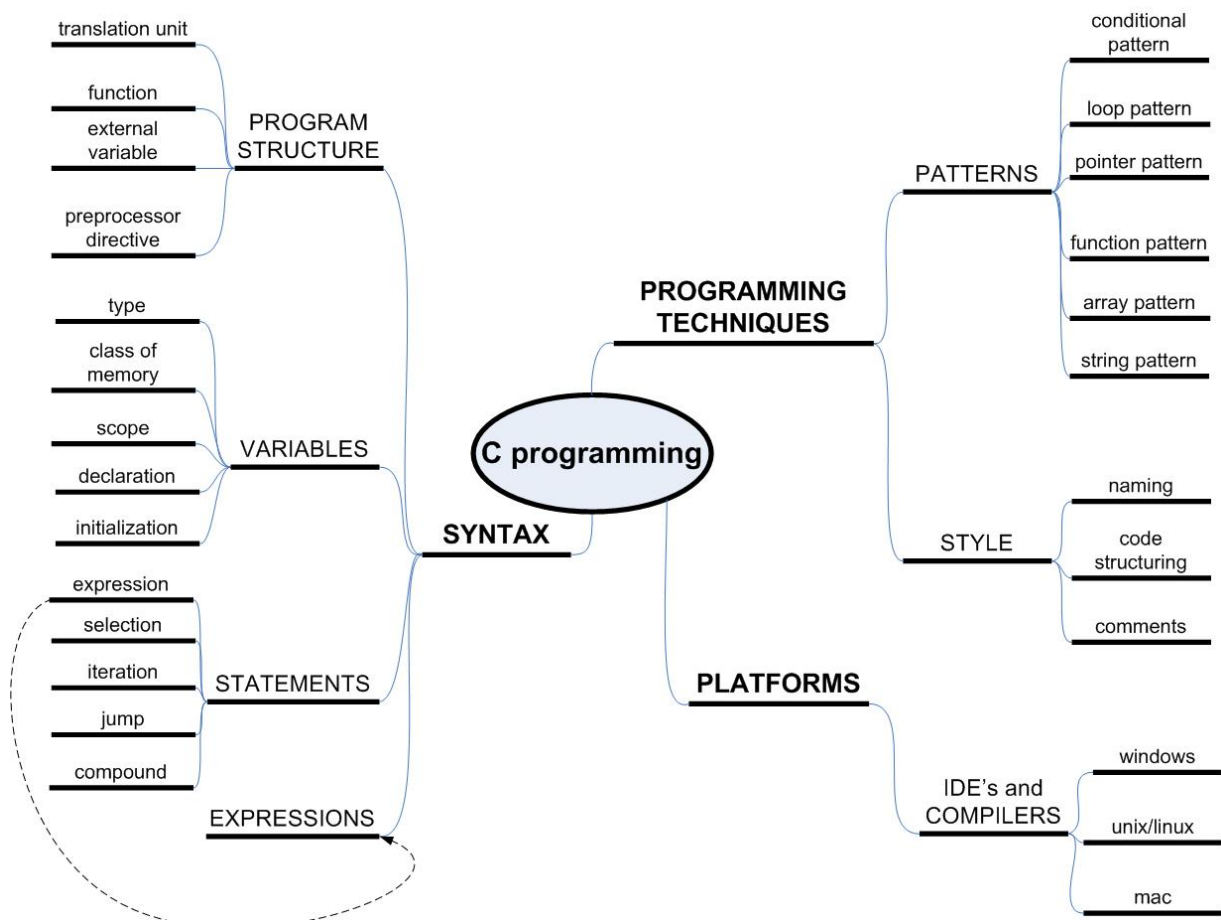 translation unit
function
external
variable
preprocessor
directive
PROGRAM
STRUCTURE
type
class of
memory
scope
declaration
initialization
VARIABLES
expression
selection
iteration
jump
compound
STATEMENTS
EXPRESSIONS
SYNTAX
C programming
PROGRAMMING
TECHNIQUES
PATTERNS
conditional
pattern
loop pattern
pointer pattern
function pattern
array pattern
string pattern
STYLE
naming
code
structuring
comments
PLATFORMS
IDE's and
COMPILERS
windows
unix/linux
mac